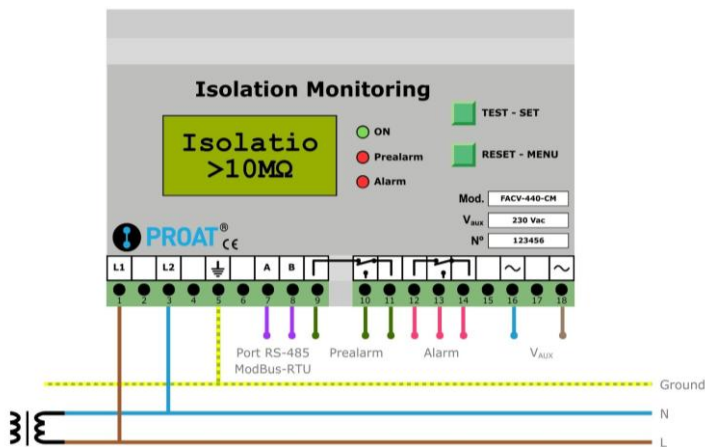 Isolation Monitoring
Isolatio
>10MΩ
ON
Prealarm
Alarm
TEST - SET
RESET - MENU
Mod. FACV-440-CM
Vaux 230 Vac
Nº 123456
PROAT® CE
L1 L2 A B
1 2 3 4 5 6 7 8 9 10 11 12 13 14 15 16 17 18
Port RS-485 Prealarm Alarm VAUX
ModBus-RTU
Ground
N
L